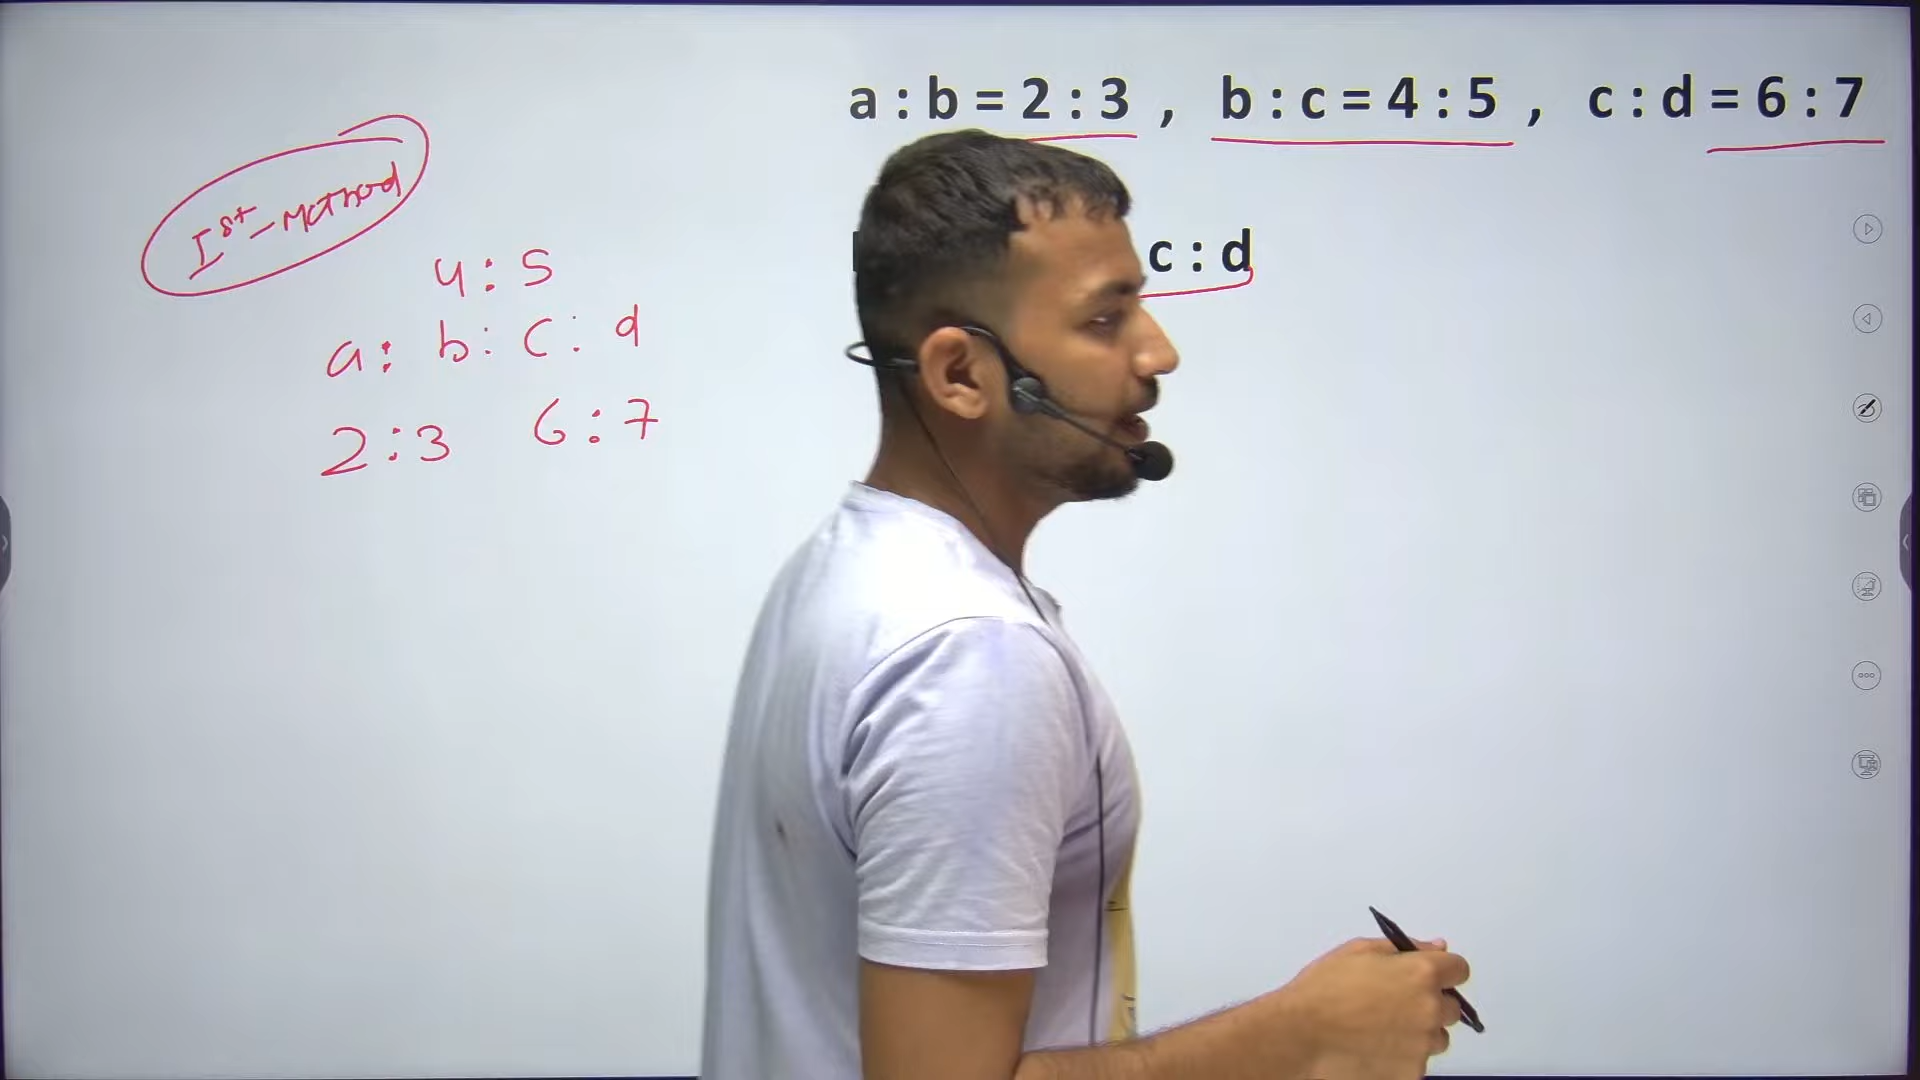 a : b = 2 : 3 , b : c = 4 : 5 , c : d = 6 : 7
c : d
Ist - Method
4 : 5
a : b : c : d
2 : 3 6 : 7